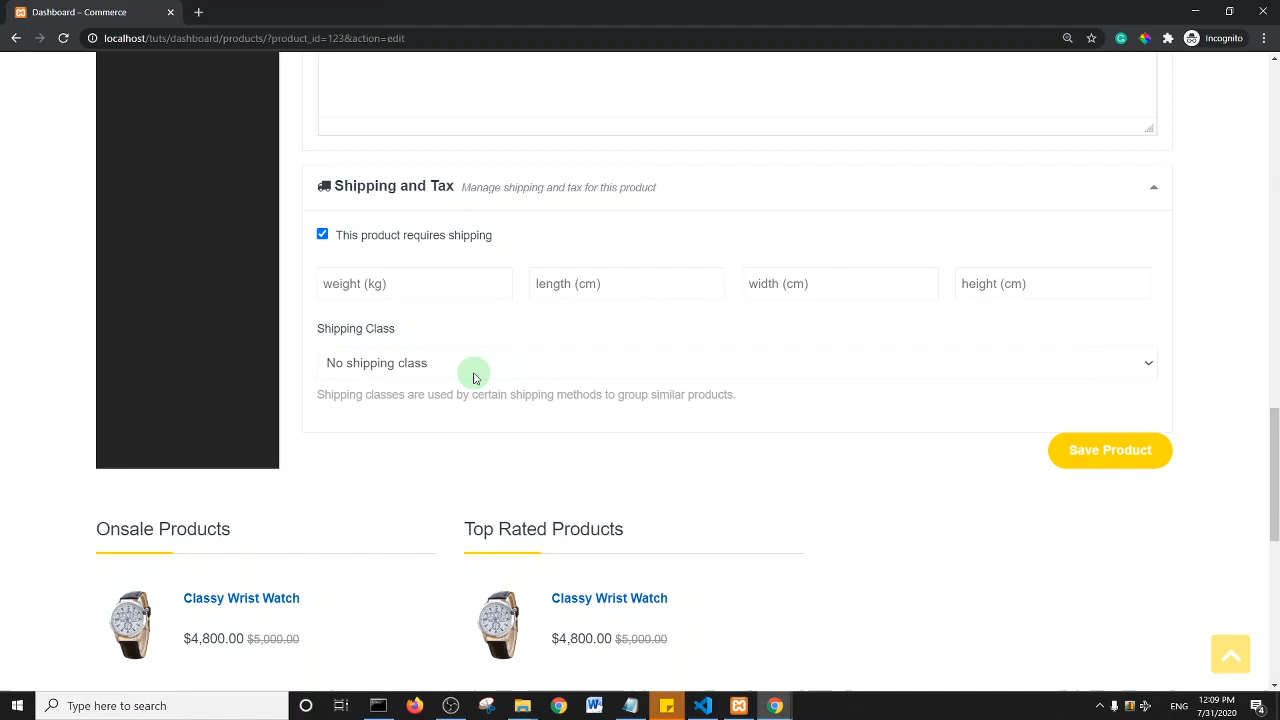 Dashboard – Commerce
localhost/tuts/dashboard/products/?product_id=123&action=edit
Incognito
Shipping and Tax Manage shipping and tax for this product
This product requires shipping
weight (kg) length (cm) width (cm) height (cm)
Shipping Class
No shipping class
Shipping classes are used by certain shipping methods to group similar products.
Save Product
Onsale Products Top Rated Products
Classy Wrist Watch Classy Wrist Watch
$4,800.00 $5,000.00 $4,800.00 $5,000.00
Type here to search
ENG
12:09 PM
7/31/2020